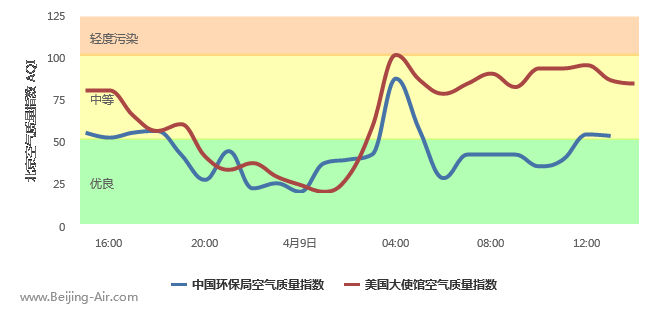 125
轻度污染
100
中等
75
50
优良
25
0
北京空气质量指数 AQI
16:00 20:00 4月9日 04:00 08:00 12:00
中国环保局空气质量指数 美国大使馆空气质量指数
www.Beijing-Air.com